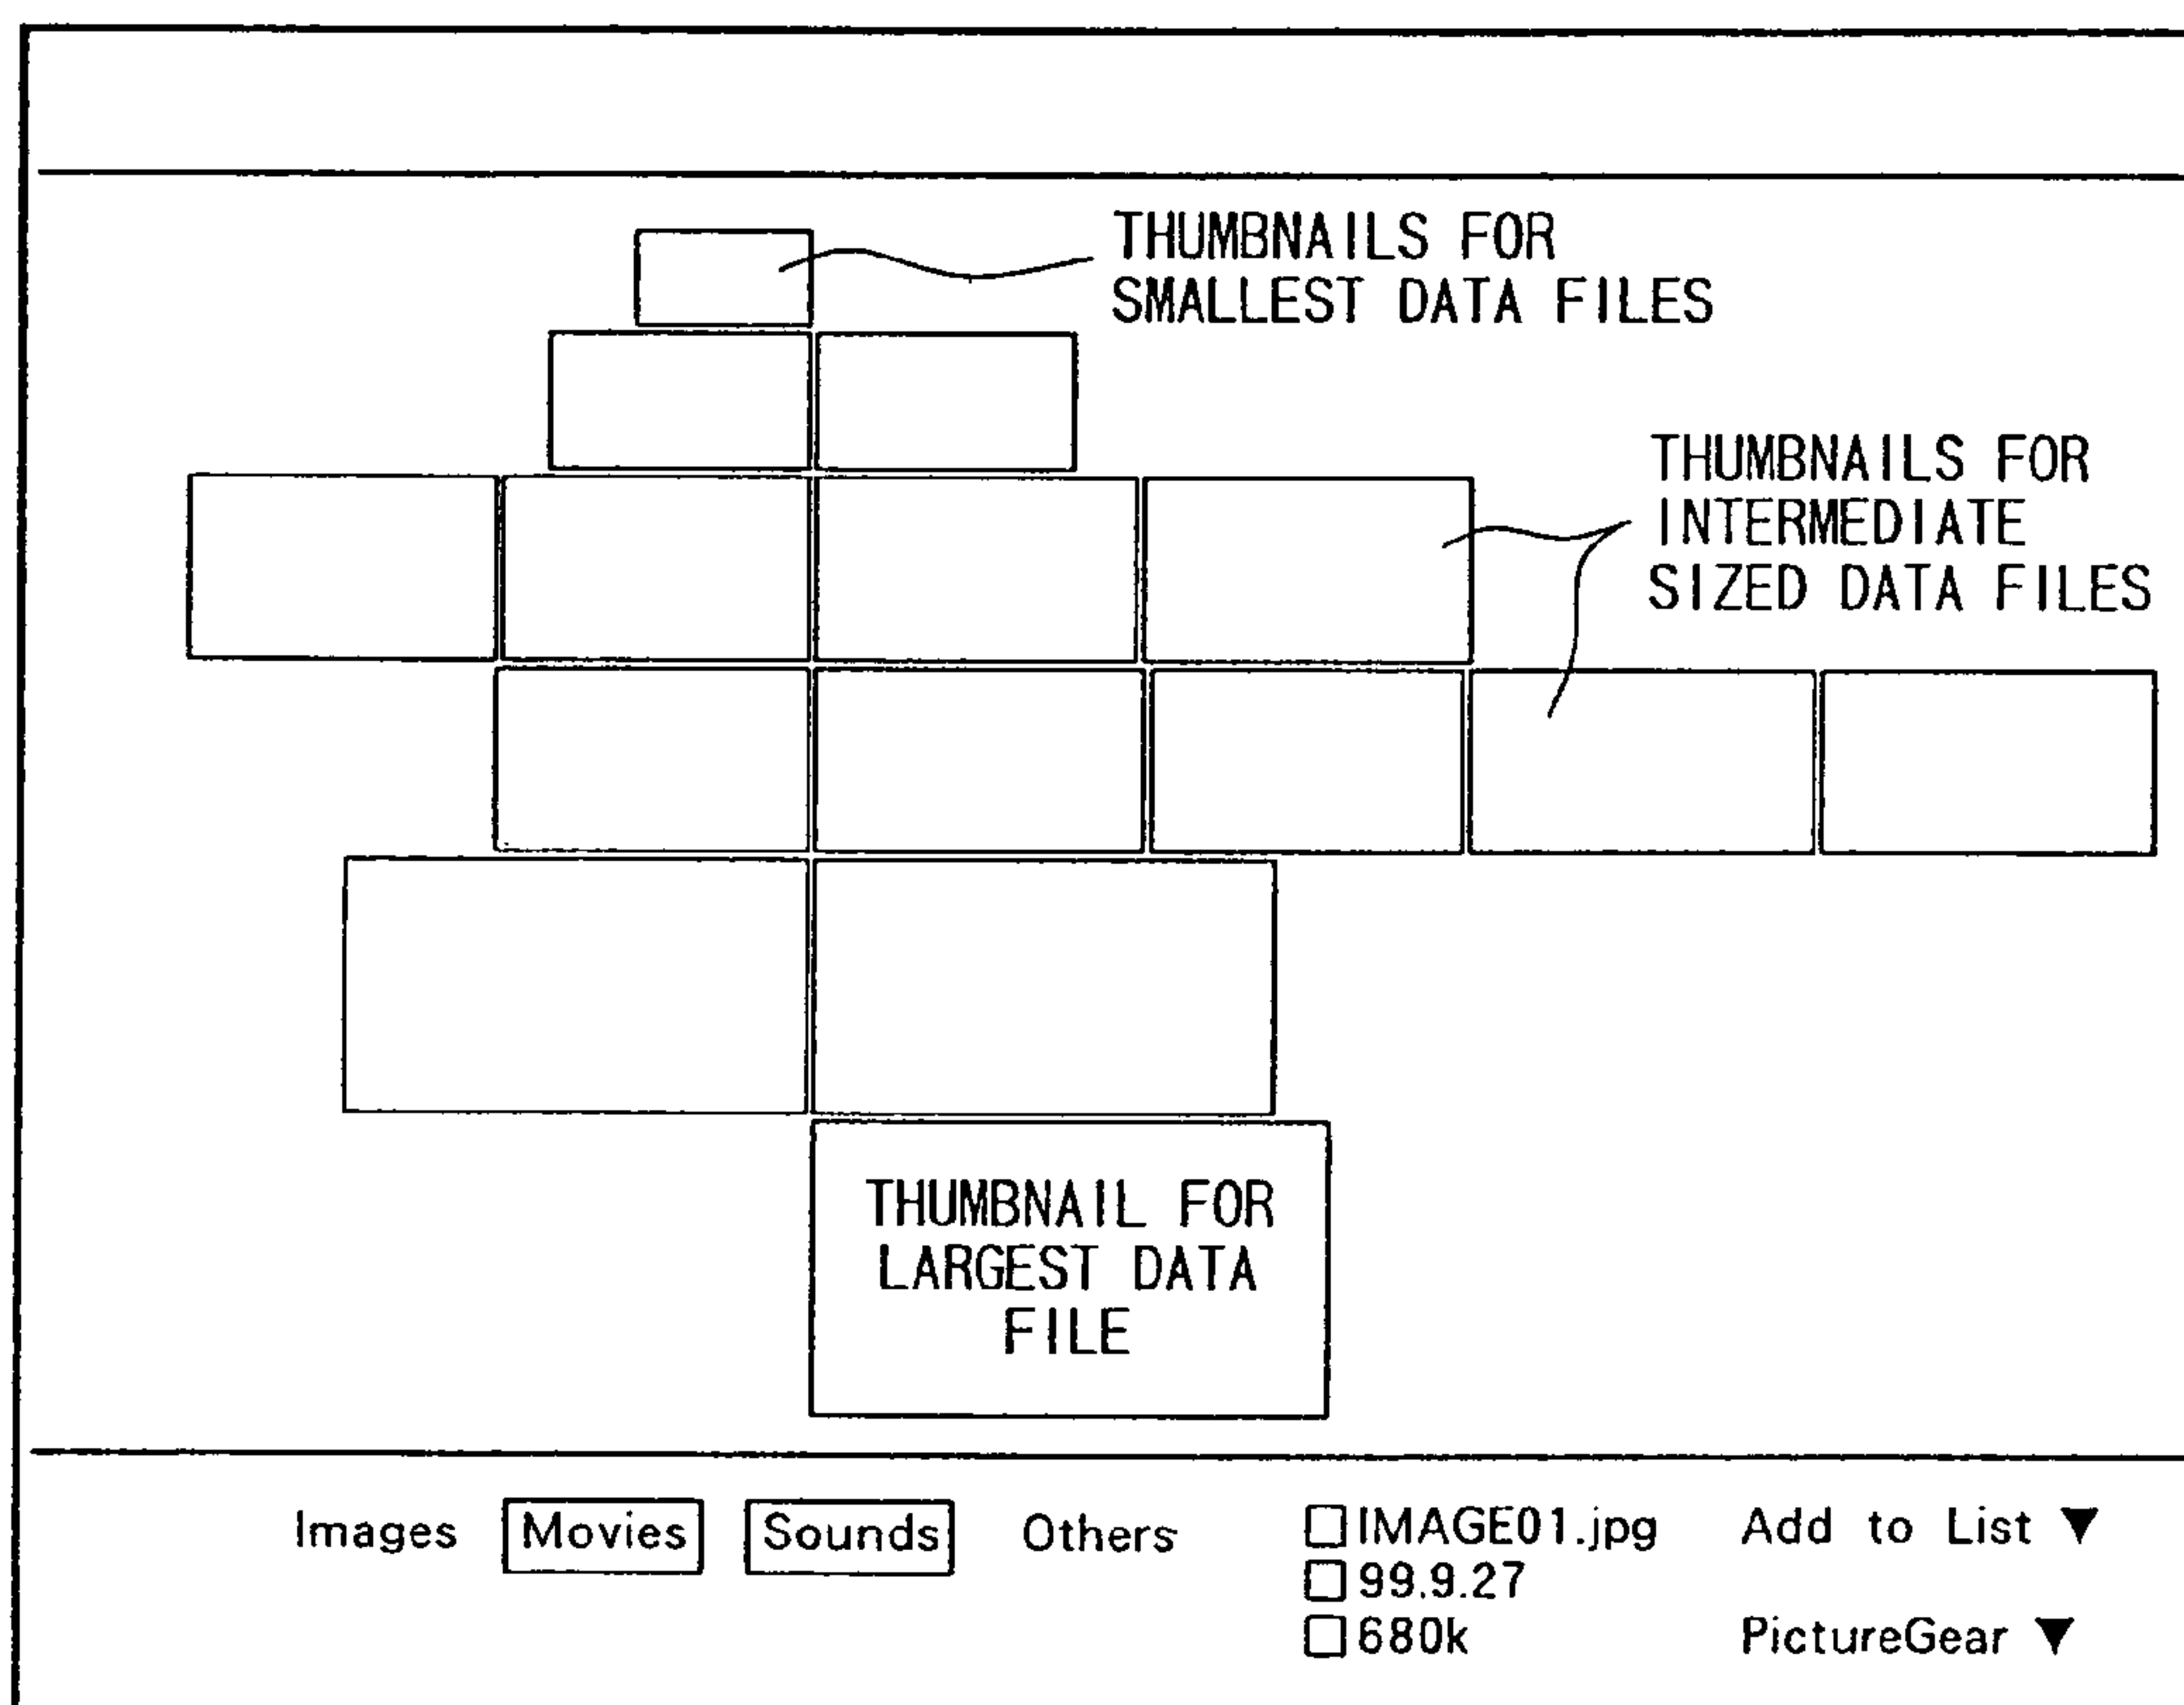 THUMBNAILS FOR
SMALLEST DATA FILES
THUMBNAILS FOR
INTERMEDIATE
SIZED DATA FILES
THUMBNAIL FOR
LARGEST DATA
FILE
Images Movies Sounds Others
IMAGE01.jpg Add to List ▼
99.9.27
680k PictureGear ▼